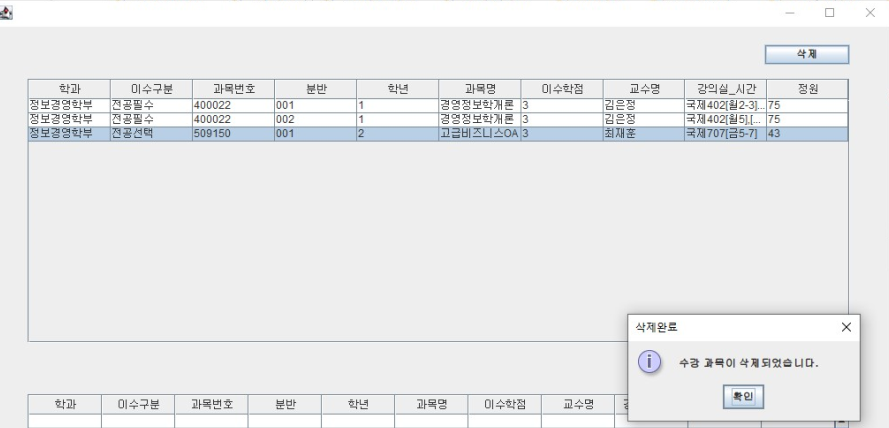 삭제
학과 이수구분 과목번호 분반 학년 과목명 이수학점 교수명 강의실_시간 정원
정보경영학부 전공필수 400022 001 1 경영정보학개론 3 김은정 국제402[월2-3]... 75
정보경영학부 전공필수 400022 002 1 경영정보학개론 3 김은정 국제402[월5],[... 75
정보경영학부 전공선택 509150 001 2 고급비즈니스OA 3 최재훈 국제707[금5-7] 43
삭제완료
수강 과목이 삭제되었습니다.
확인
학과 이수구분 과목번호 분반 학년 과목명 이수학점 교수명